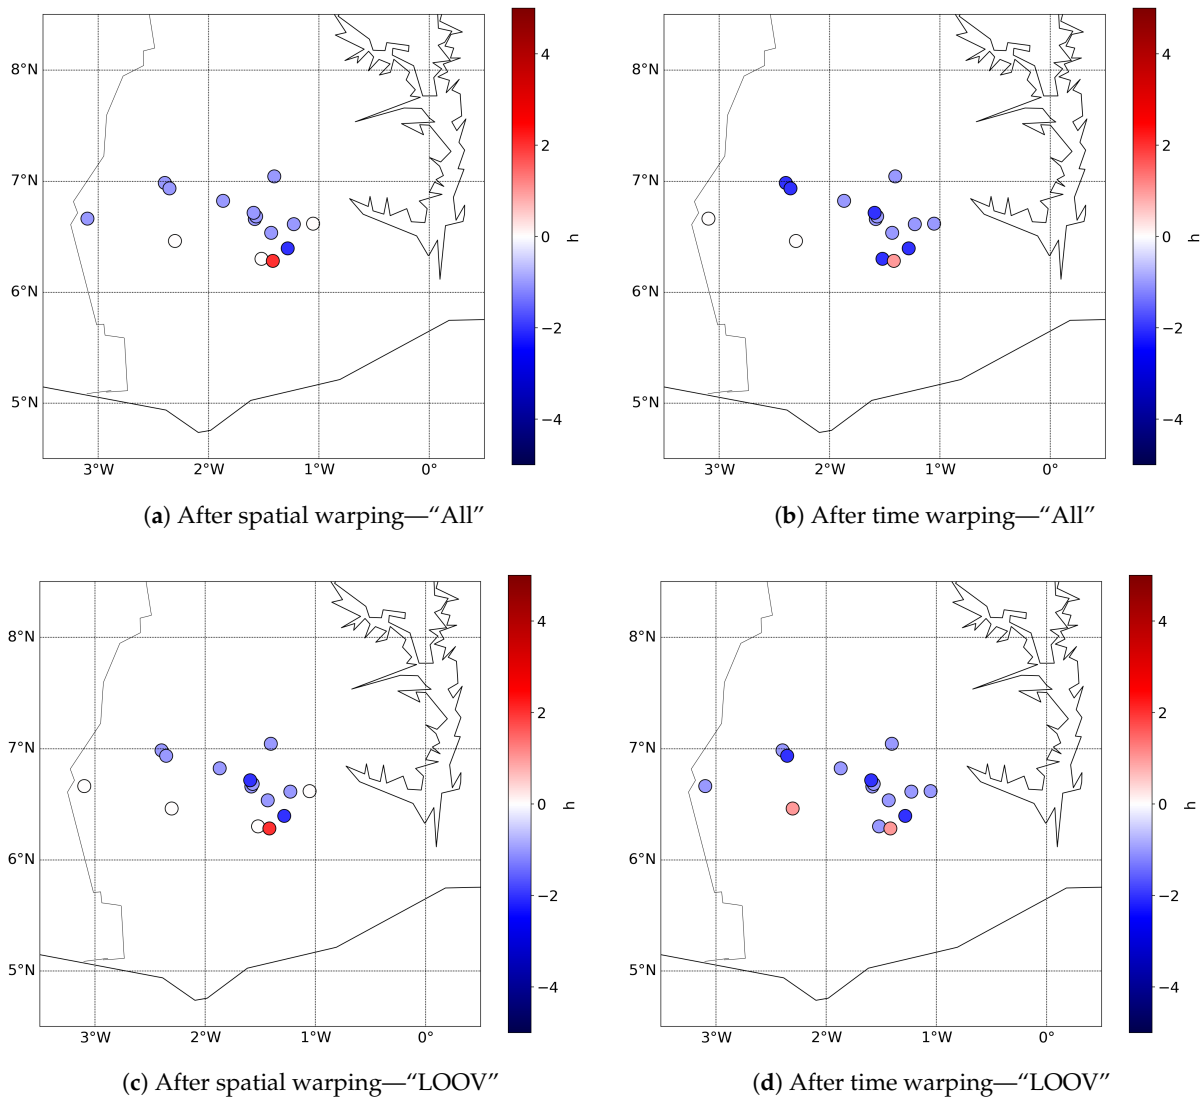 8°N
7°N
6°N
5°N
3°W 2°W 1°W 0°
4
2
0
−2
−4
h
(a) After spatial warping—“All”
8°N
7°N
6°N
5°N
3°W 2°W 1°W 0°
4
2
0
−2
−4
h
(b) After time warping—“All”
8°N
7°N
6°N
5°N
3°W 2°W 1°W 0°
4
2
0
−2
−4
h
(c) After spatial warping—“LOOV”
8°N
7°N
6°N
5°N
3°W 2°W 1°W 0°
4
2
0
−2
−4
h
(d) After time warping—“LOOV”